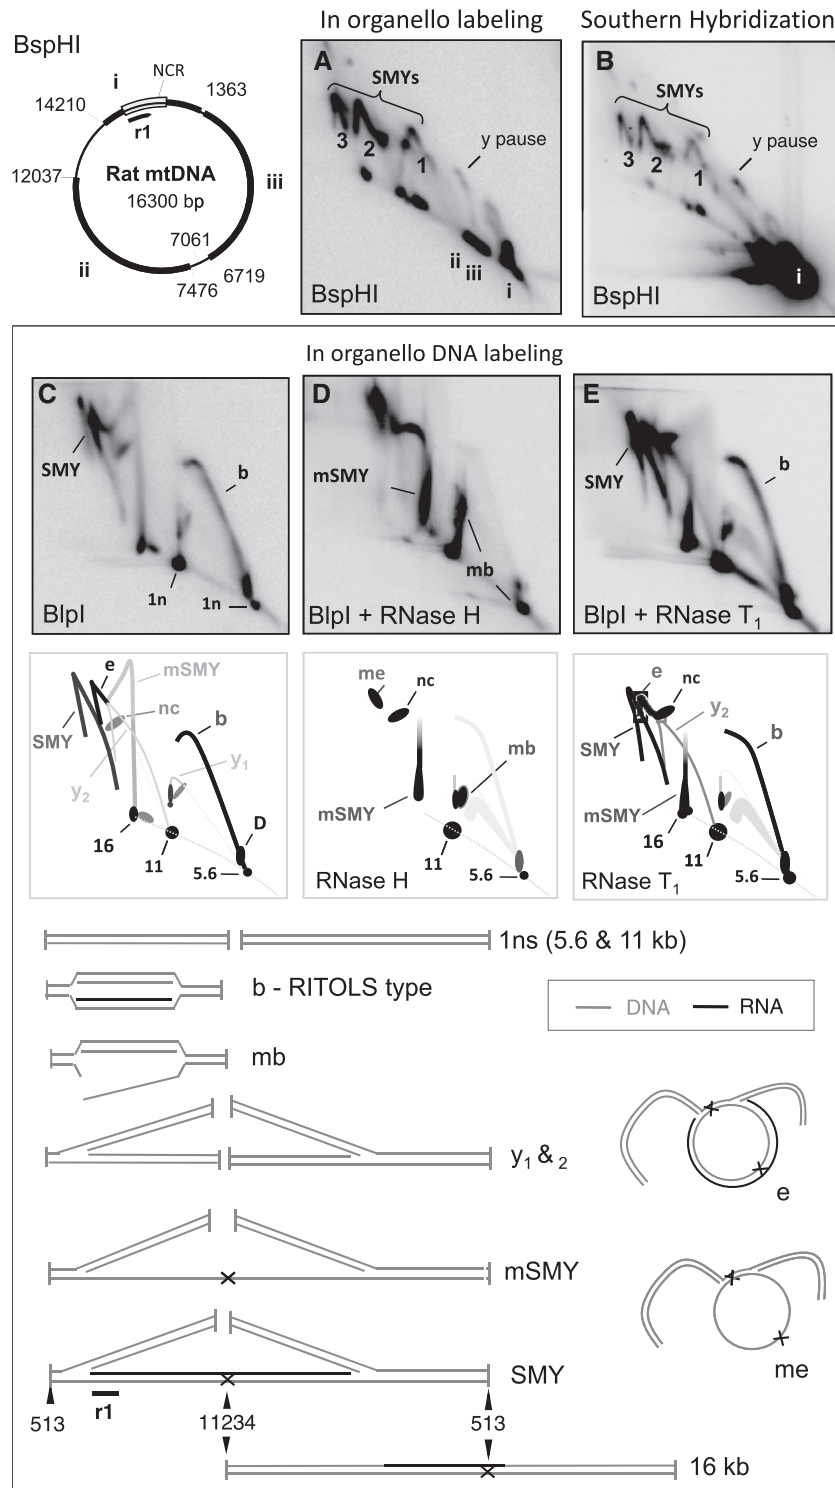 In organello labeling
Southern Hybridization
BspHI
i
NCR
14210
1363
r1
12037
Rat mtDNA
16300 bp
iii
7061
ii
6719
7476
A
SMYs
3
2
1
y pause
ii
iii
i
BspHI
B
SMYs
3
2
1
y pause
i
BspHI
In organello DNA labeling
C
SMY
b
1n
1n
BlpI
D
mSMY
mb
BlpI + RNase H
E
SMY
b
BlpI + RNase T1
e
mSMY
nc
b
SMY
y1
y2
D
16
11
5.6
me
nc
mb
mSMY
11
5.6
RNase H
e
nc
y2
b
SMY
mSMY
16
11
5.6
RNase T1
1ns (5.6 & 11 kb)
b - RITOLS type
DNA
RNA
mb
y1 & 2
e
mSMY
me
SMY
r1
513
11234
513
16 kb